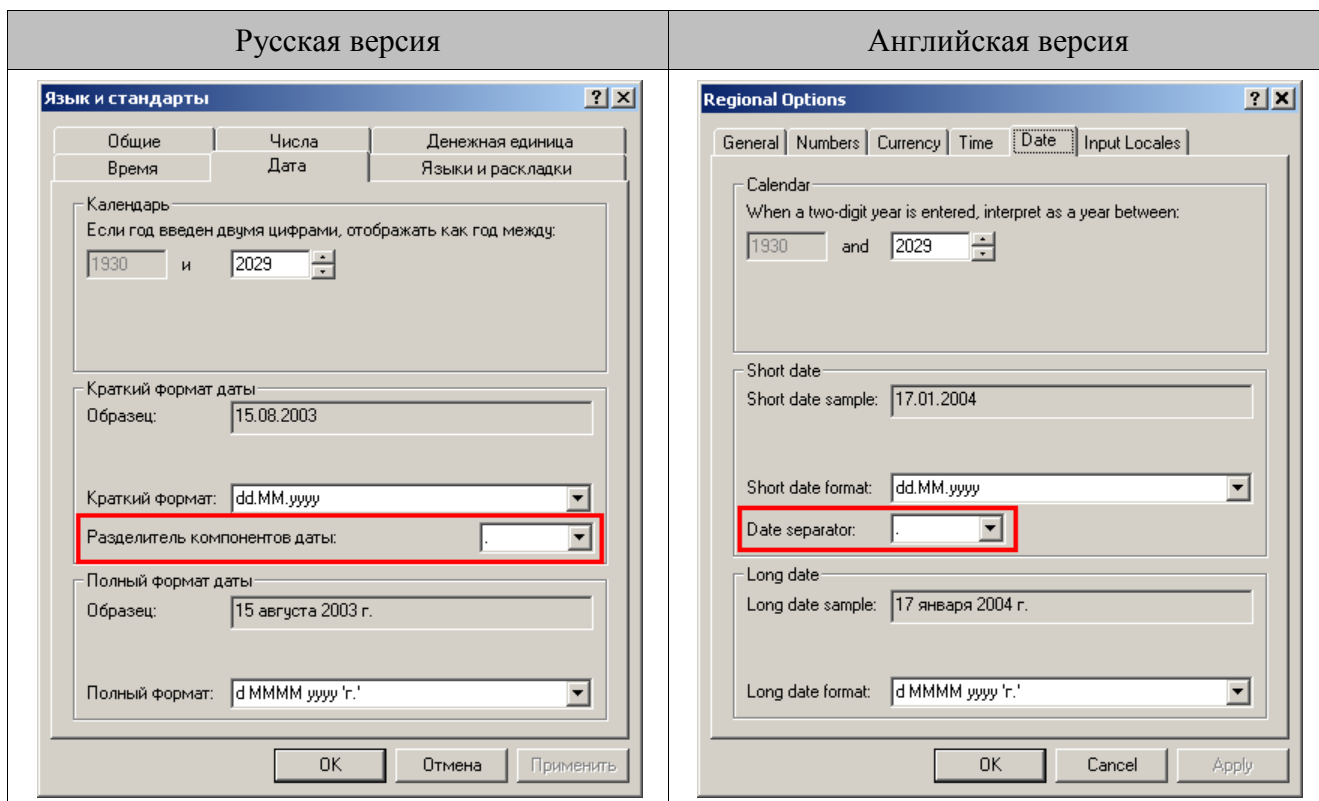 Русская версия
Английская версия
Язык и стандарты
Общие Числа Денежная единица
Время Дата Языки и раскладки
Календарь
Если год введен двумя цифрами, отображать как год между:
1930 и 2029
Краткий формат даты
Образец: 15.08.2003
Краткий формат: dd.MM.yyyy
Разделитель компонентов даты: .
Полный формат даты
Образец: 15 августа 2003 г.
Полный формат: d MMMM yyyy 'г.'
OK Отмена Применить
Regional Options
General Numbers Currency Time Date Input Locales
Calendar
When a two-digit year is entered, interpret as a year between:
1930 and 2029
Short date
Short date sample: 17.01.2004
Short date format: dd.MM.yyyy
Date separator: .
Long date
Long date sample: 17 января 2004 г.
Long date format: d MMMM yyyy 'г.'
OK Cancel Apply